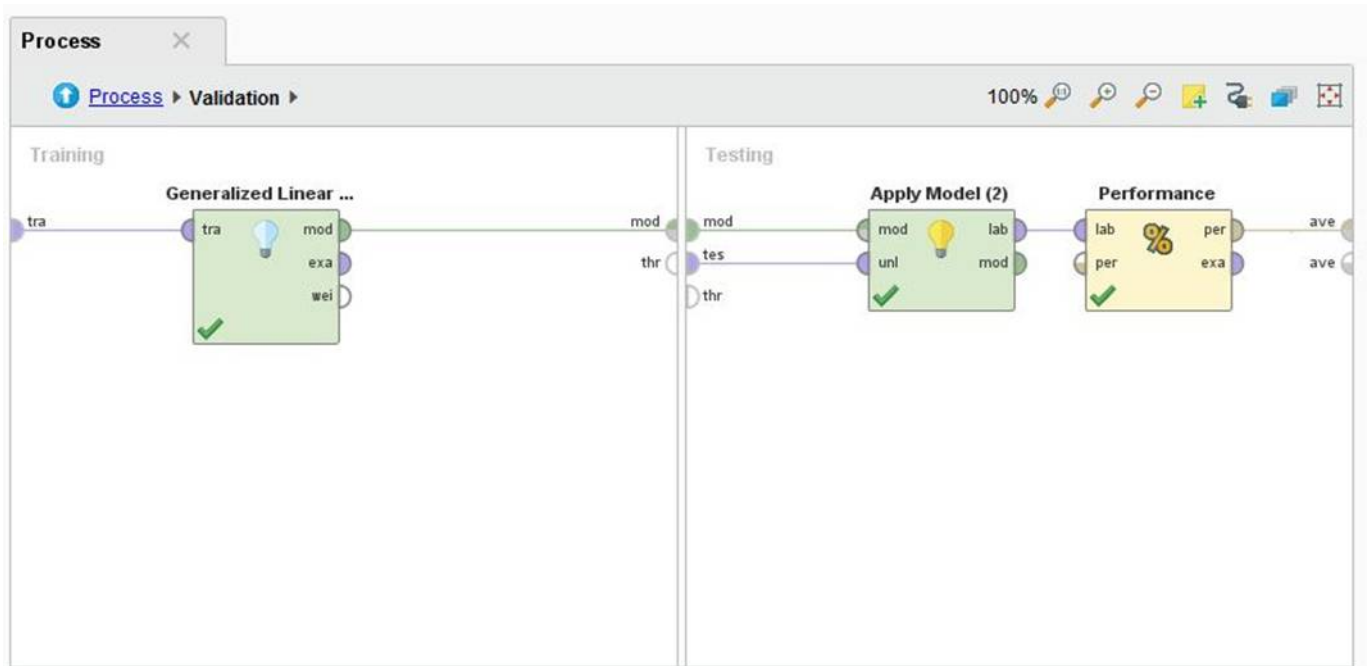 Process
Process Validation
100%
Training
Generalized Linear ...
tra
tra
mod
exa
wei
mod
thr
Testing
Apply Model (2)
Performance
mod
tes
thr
mod
unl
lab
mod
lab
per
per
exa
ave
ave